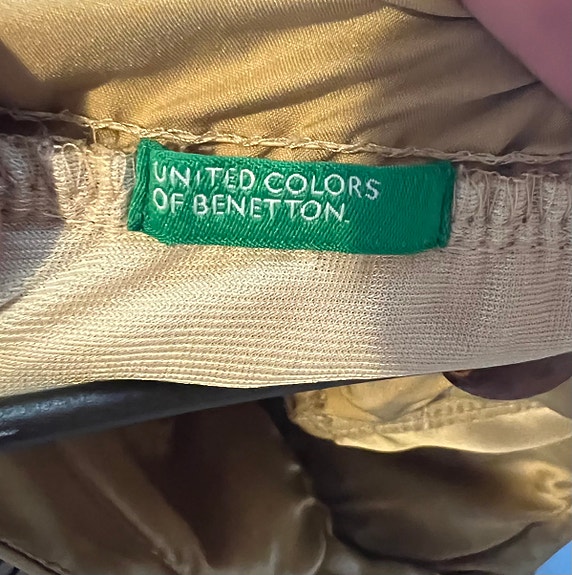 UNITED COLORS
OF BENETTON.